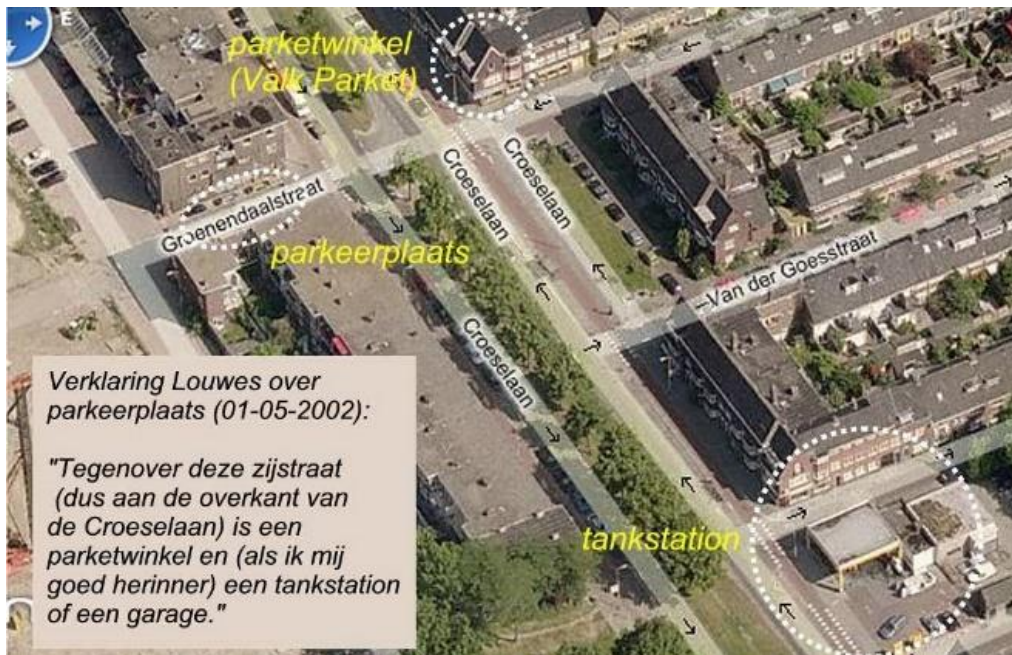 E
parketwinkel
(Valk Parket)
Croeselaan
Croeselaan
Groenendaalstraat
parkeerplaats
Van der Goesstraat
Croeselaan
Verklaring Louwes over
parkeerplaats (01-05-2002):
"Tegenover deze zijstraat
(dus aan de overkant van
de Croeselaan) is een
parketwinkel en (als ik mij
goed herinner) een tankstation
of een garage."
tankstation